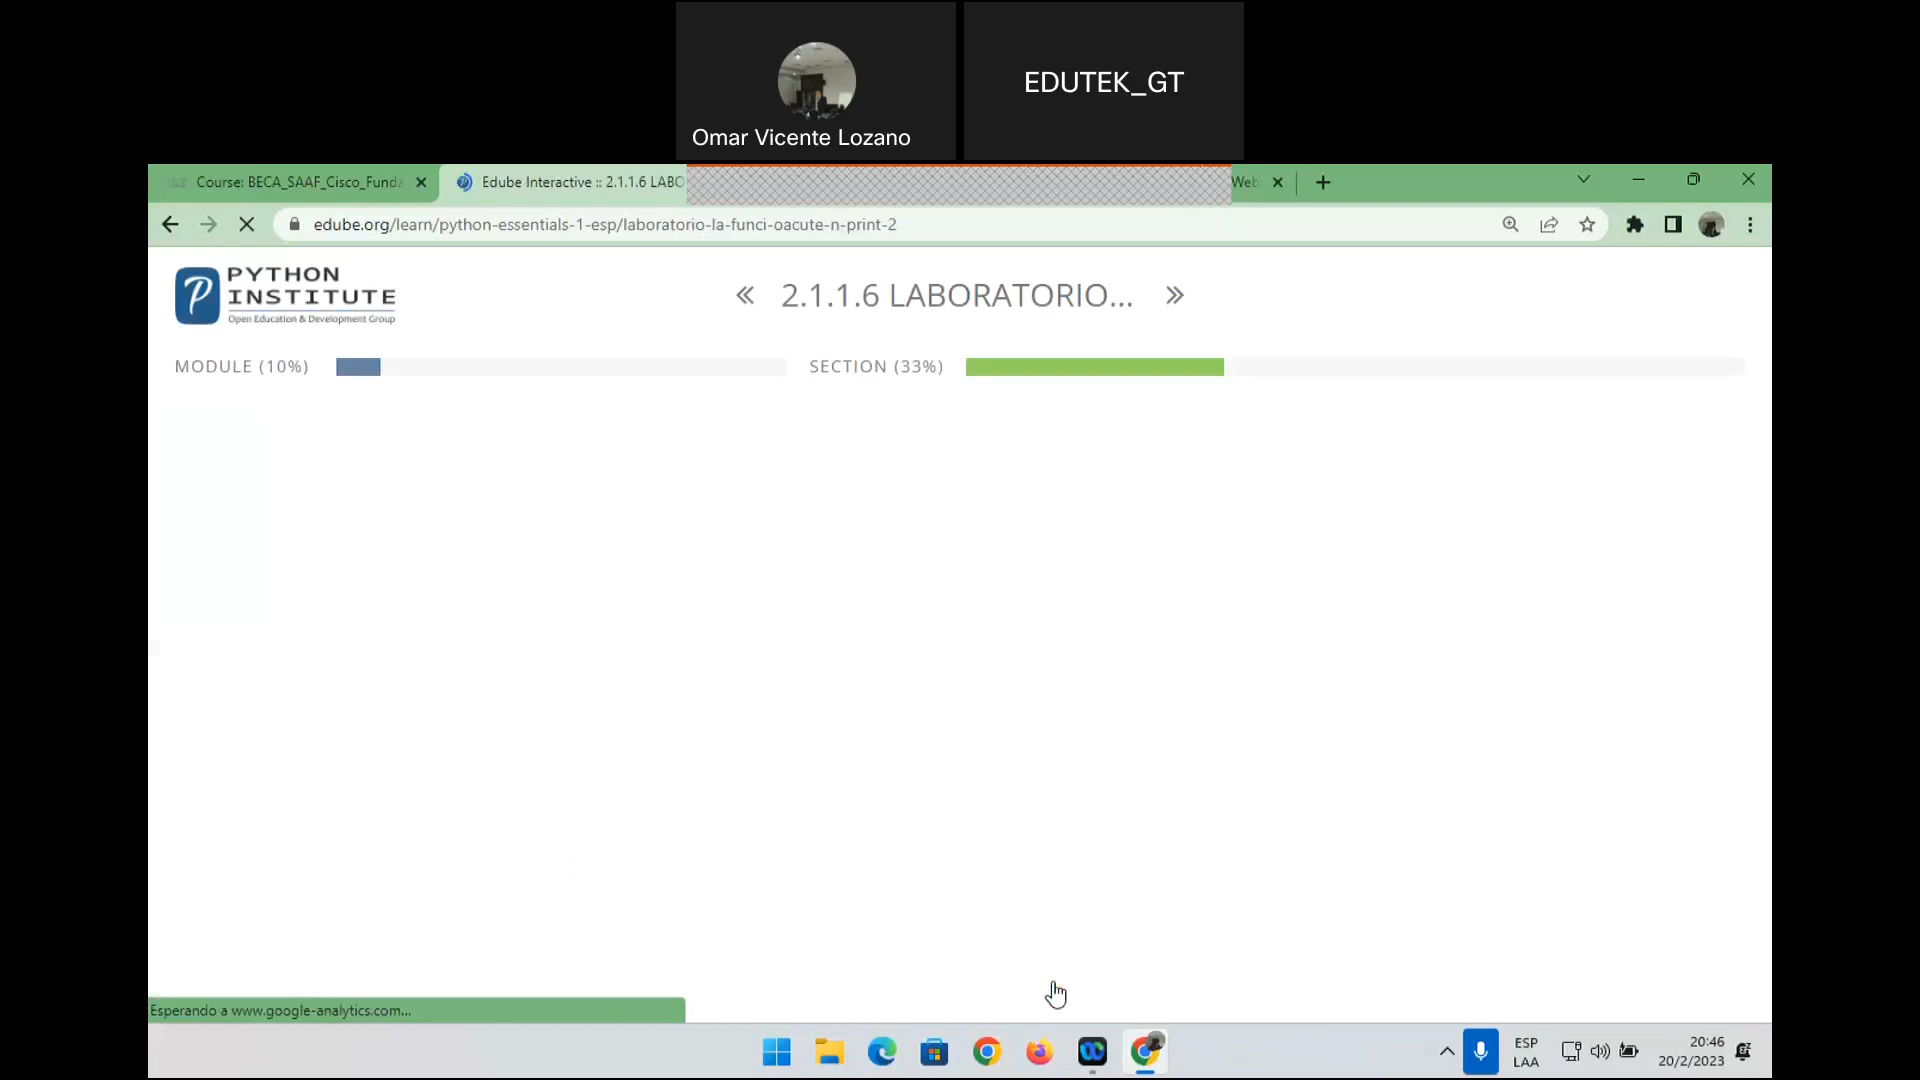 Omar Vicente Lozano
EDUTEK_GT
Course: BECA_SAAF_Cisco_Funda
Edube Interactive :: 2.1.1.6 LABO
Web
edube.org/learn/python-essentials-1-esp/laboratorio-la-funci-oacute-n-print-2
PYTHON
INSTITUTE
Open Education & Development Group
2.1.1.6 LABORATORIO...
MODULE (10%)
SECTION (33%)
Esperando a www.google-analytics.com...
ESP
LAA
20:46
20/2/2023